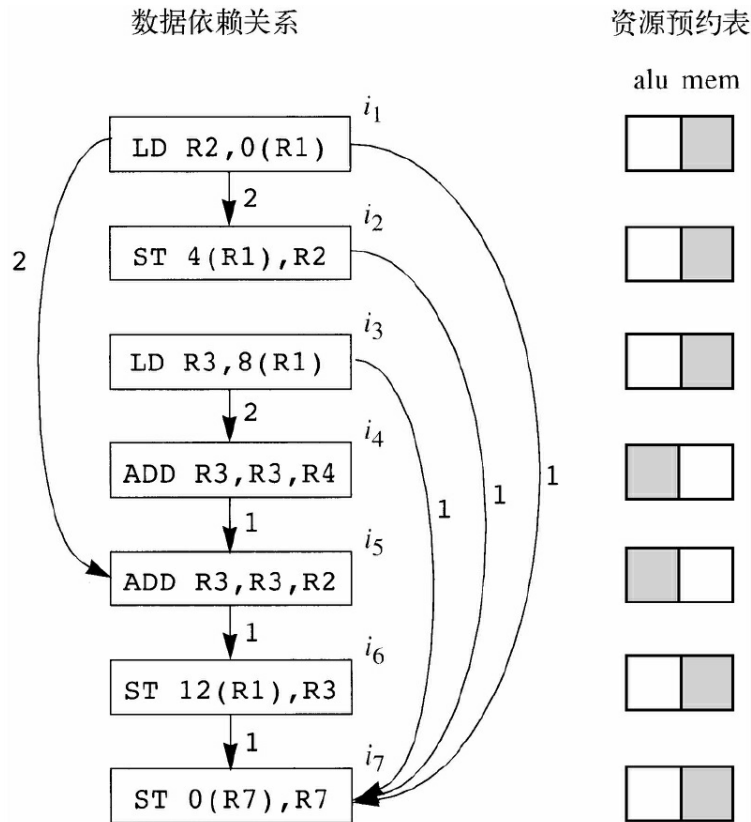 数据依赖关系
资源预约表
alu mem
i1
LD R2,0(R1)
2
i2
ST 4(R1),R2
2
i3
LD R3,8(R1)
2
i4
ADD R3,R3,R4
1
1
1
1
i5
ADD R3,R3,R2
1
i6
ST 12(R1),R3
1
i7
ST 0(R7),R7